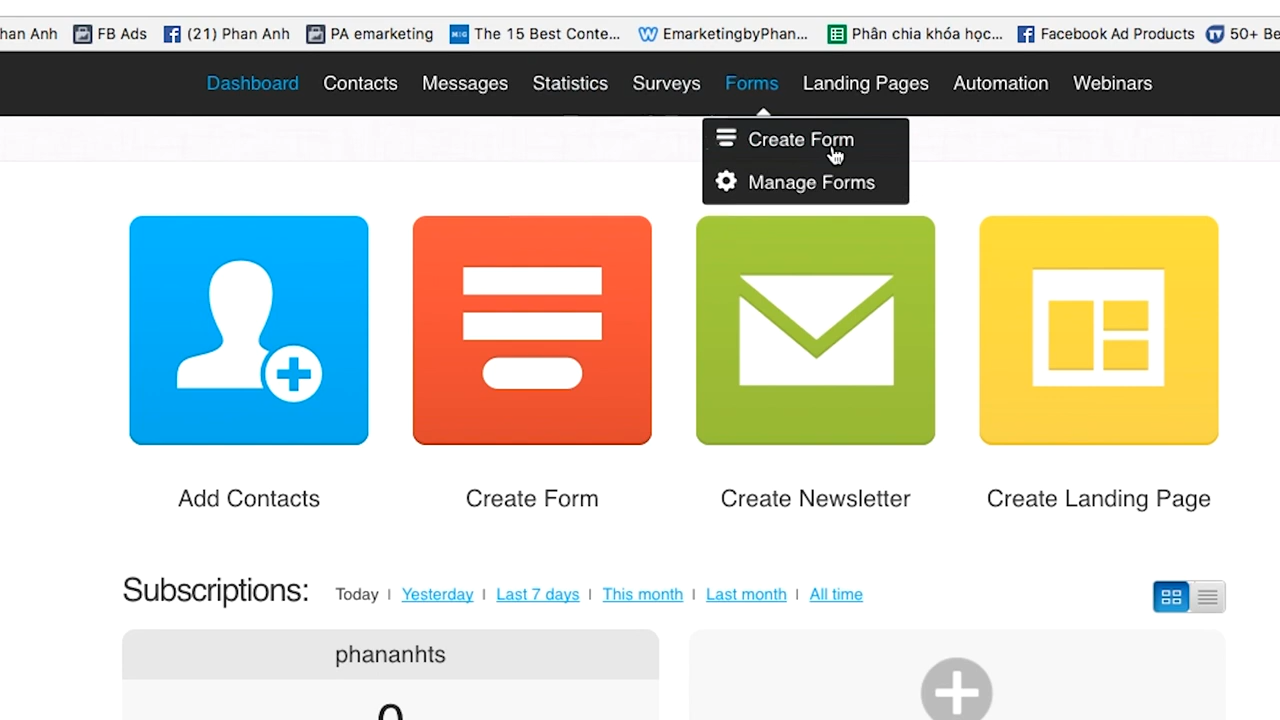 han Anh FB Ads (21) Phan Anh PA emarketing The 15 Best Conte... EmarketingbyPhan... Phân chia khóa học... Facebook Ad Products 50+ Be
Dashboard Contacts Messages Statistics Surveys Forms Landing Pages Automation Webinars
Create Form
Manage Forms
Add Contacts Create Form Create Newsletter Create Landing Page
Subscriptions: Today | Yesterday | Last 7 days | This month | Last month | All time
phananhts
0